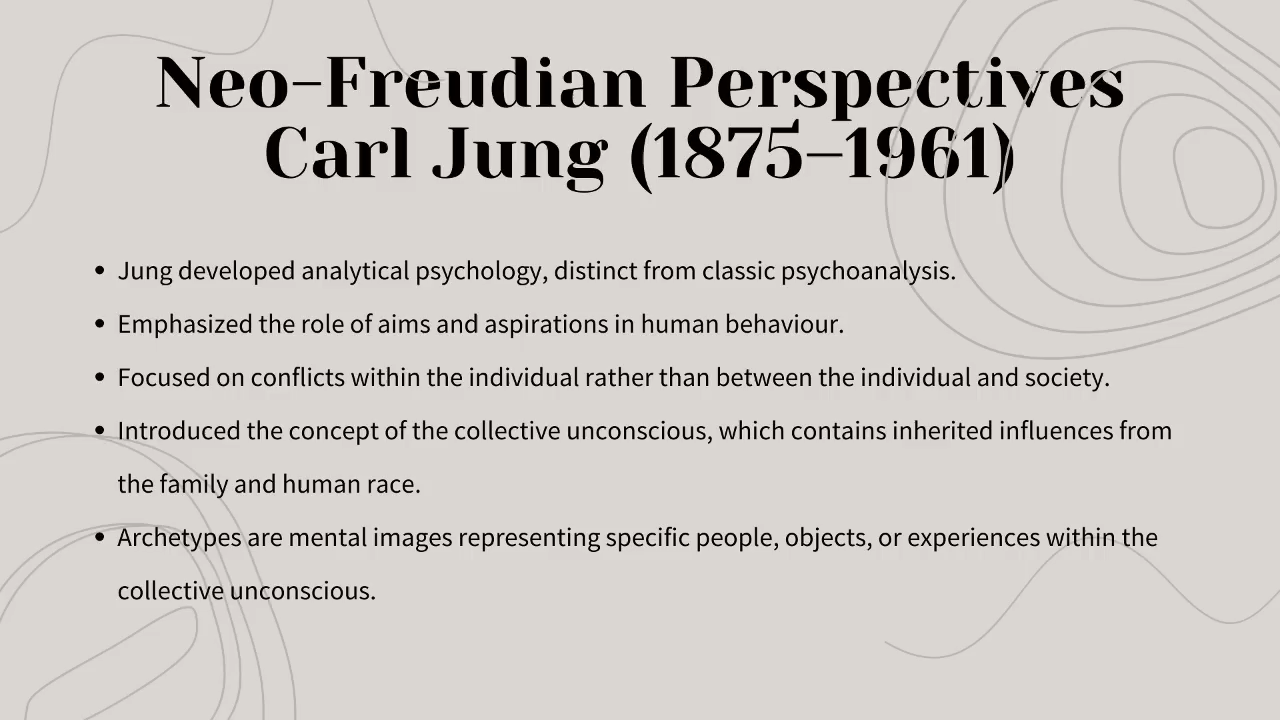 Neo-Freudian Perspectives
Carl Jung (1875–1961)
• Jung developed analytical psychology, distinct from classic psychoanalysis.
• Emphasized the role of aims and aspirations in human behaviour.
• Focused on conflicts within the individual rather than between the individual and society.
• Introduced the concept of the collective unconscious, which contains inherited influences from
the family and human race.
• Archetypes are mental images representing specific people, objects, or experiences within the
collective unconscious.